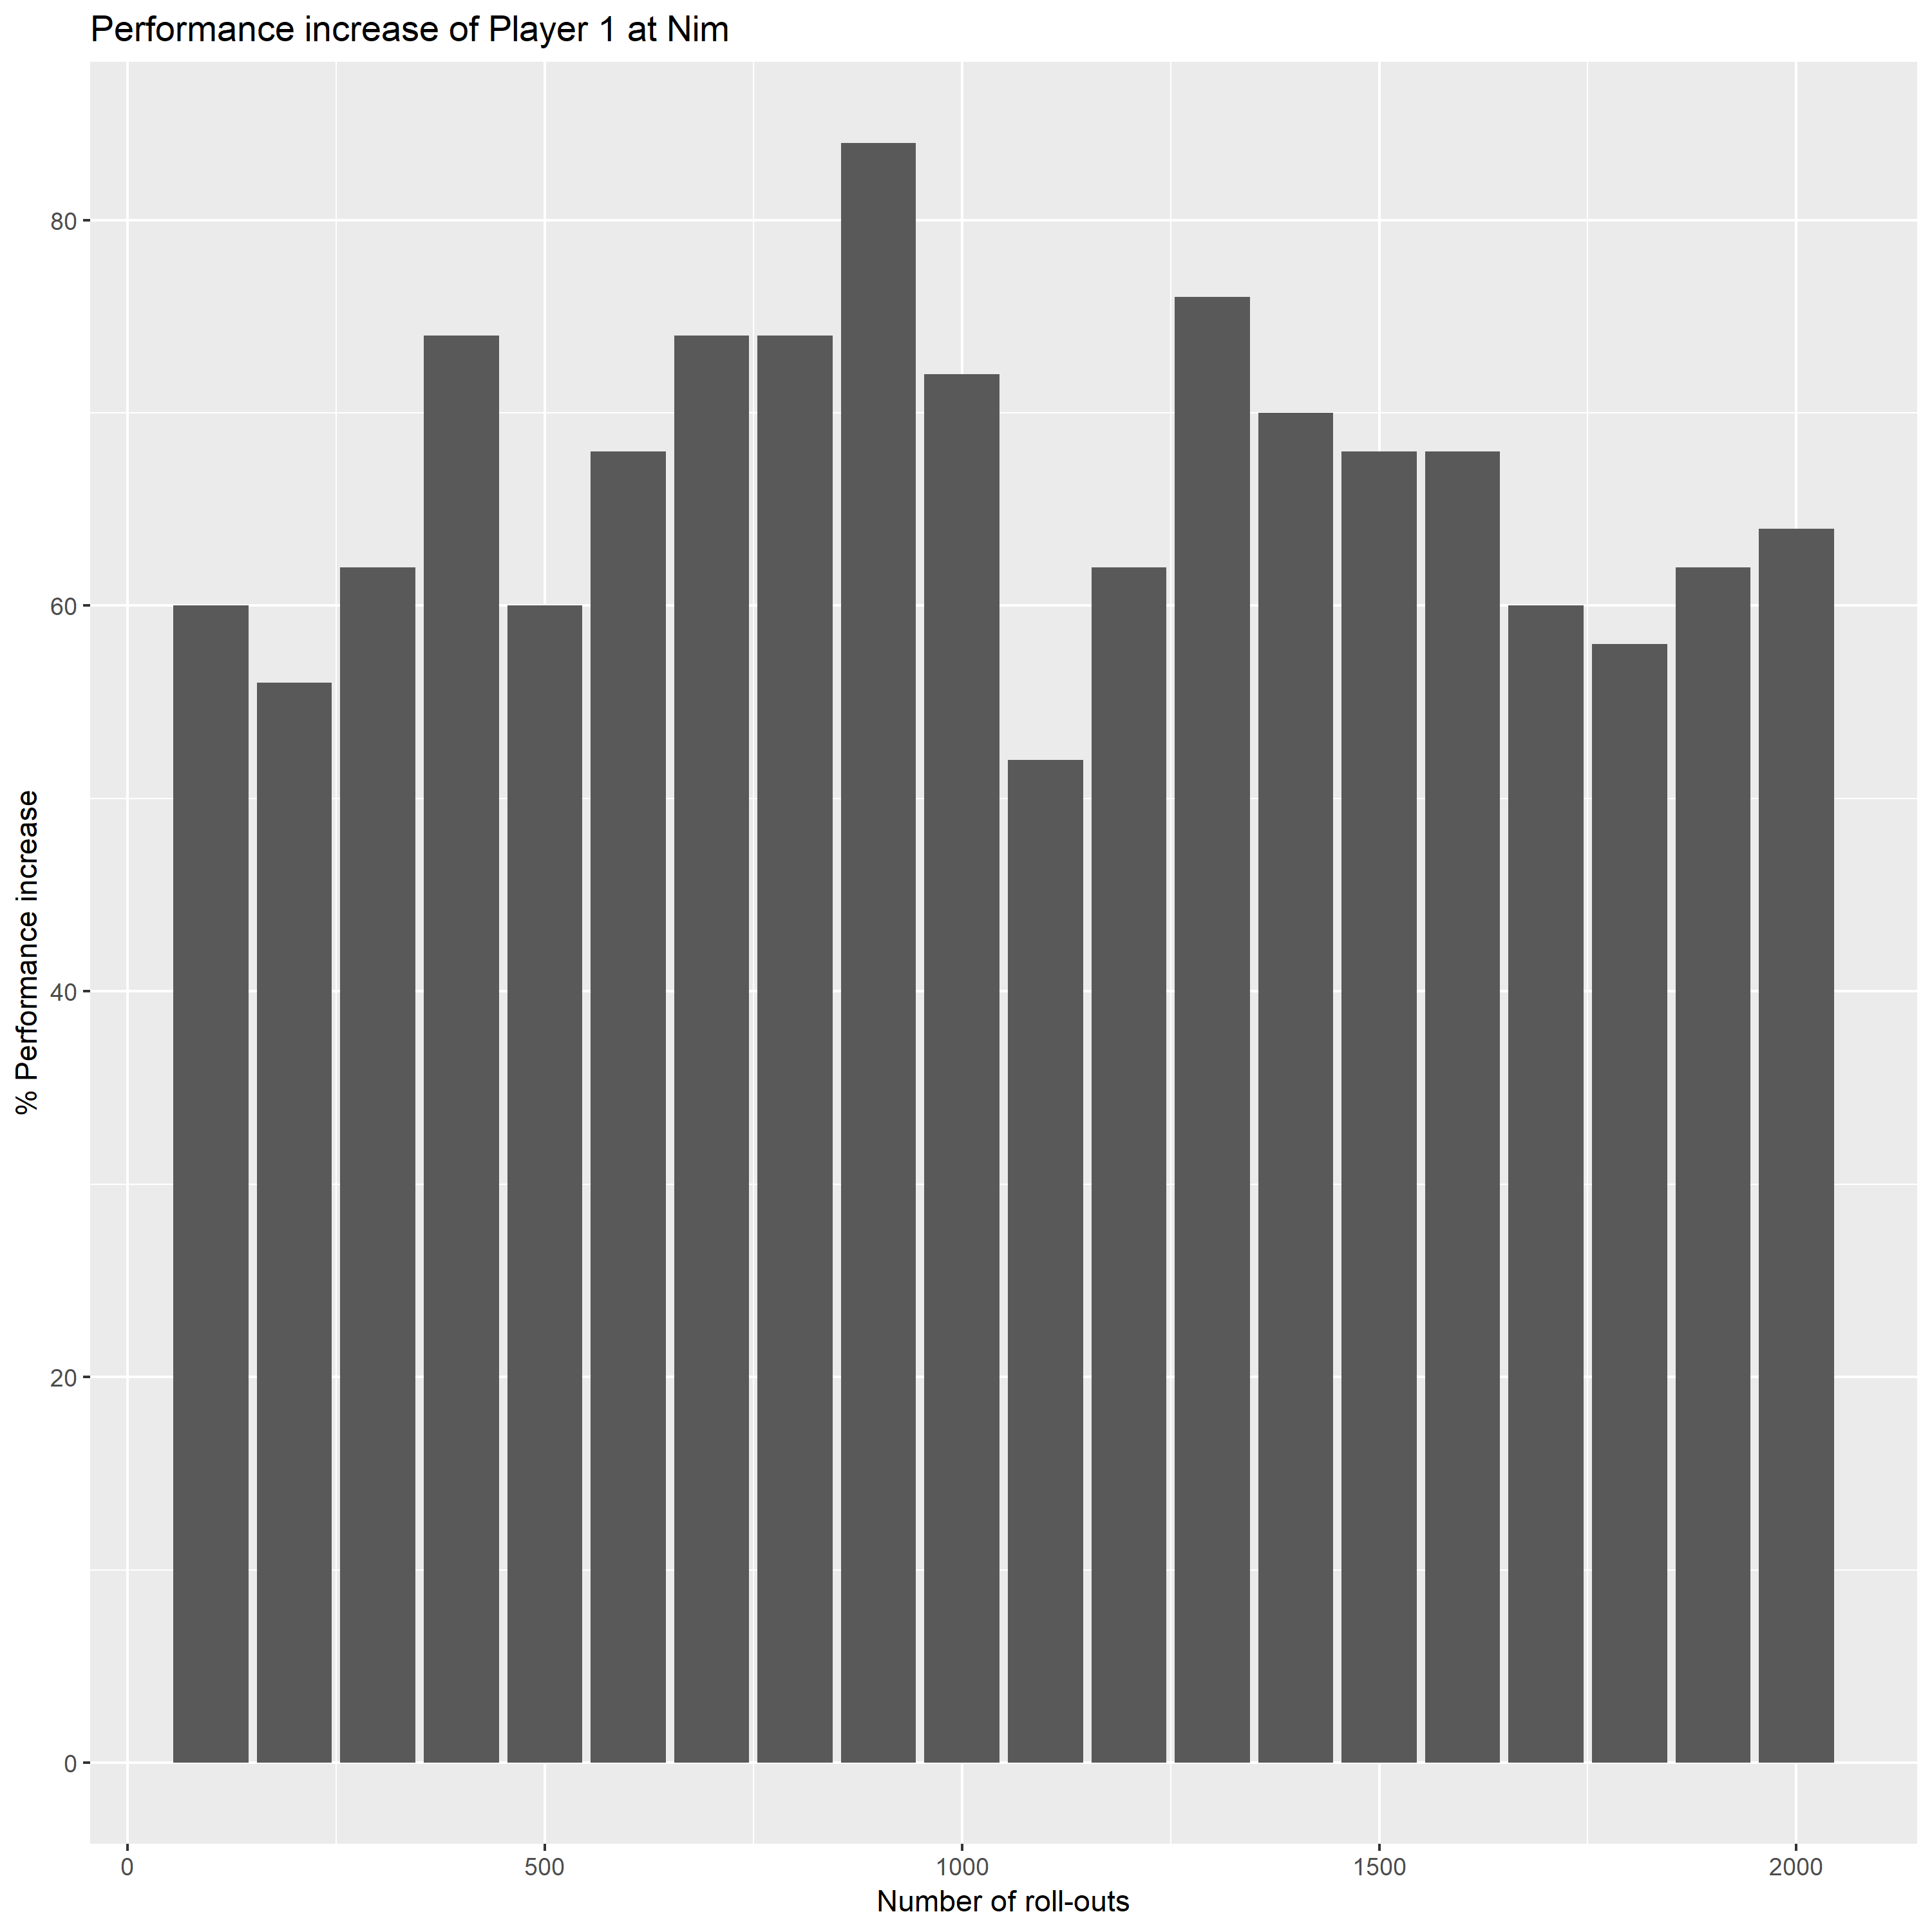 Performance increase of Player 1 at Nim
% Performance increase
80
60
40
20
0
0 500 1000 1500 2000
Number of roll-outs